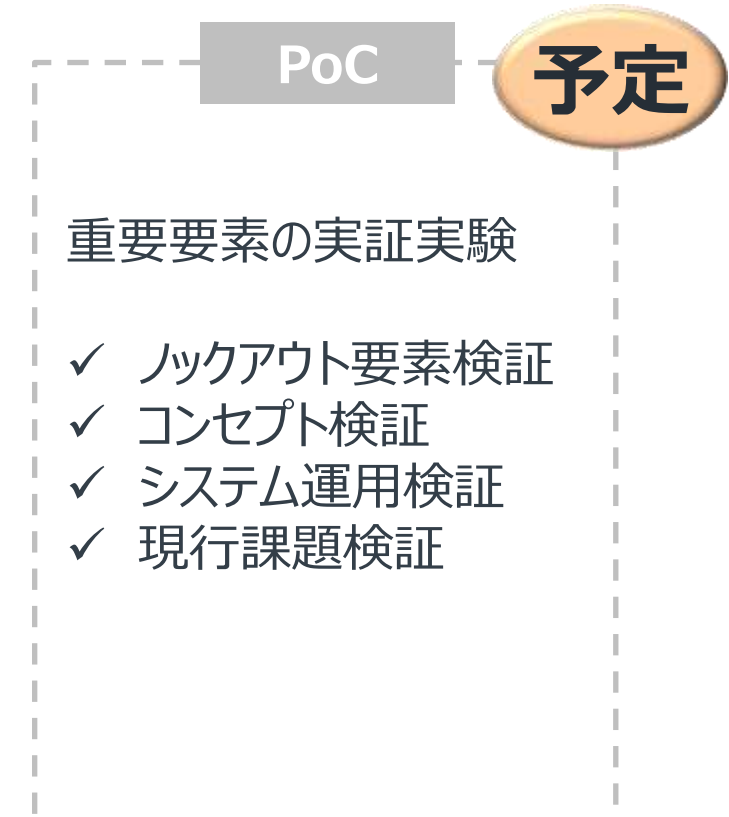 PoC
予定
重要要素の実証実験
✓ ノックアウト要素検証
✓ コンセプト検証
✓ システム運用検証
✓ 現行課題検証